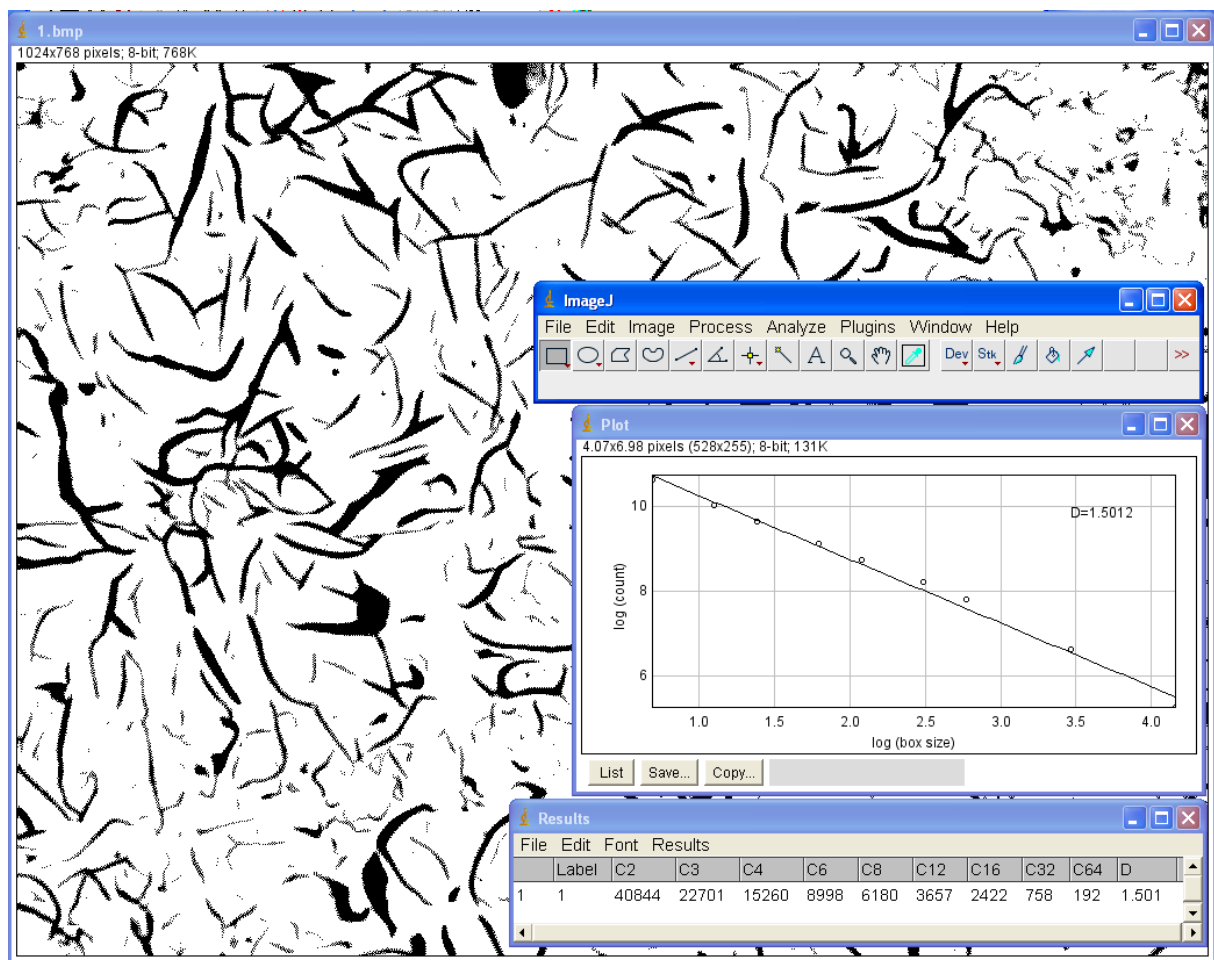 1.bmp
1024x768 pixels; 8-bit; 768K
ImageJ
File Edit Image Process Analyze Plugins Window Help
A Dev Stk >>
Plot
4.07x6.98 pixels (528x255); 8-bit; 131K
D=1.5012
10
8
6
log (count)
1.0 1.5 2.0 2.5 3.0 3.5 4.0
log (box size)
List Save... Copy...
Results
File Edit Font Results
Label C2 C3 C4 C6 C8 C12 C16 C32 C64 D
1 1 40844 22701 15260 8998 6180 3657 2422 758 192 1.501